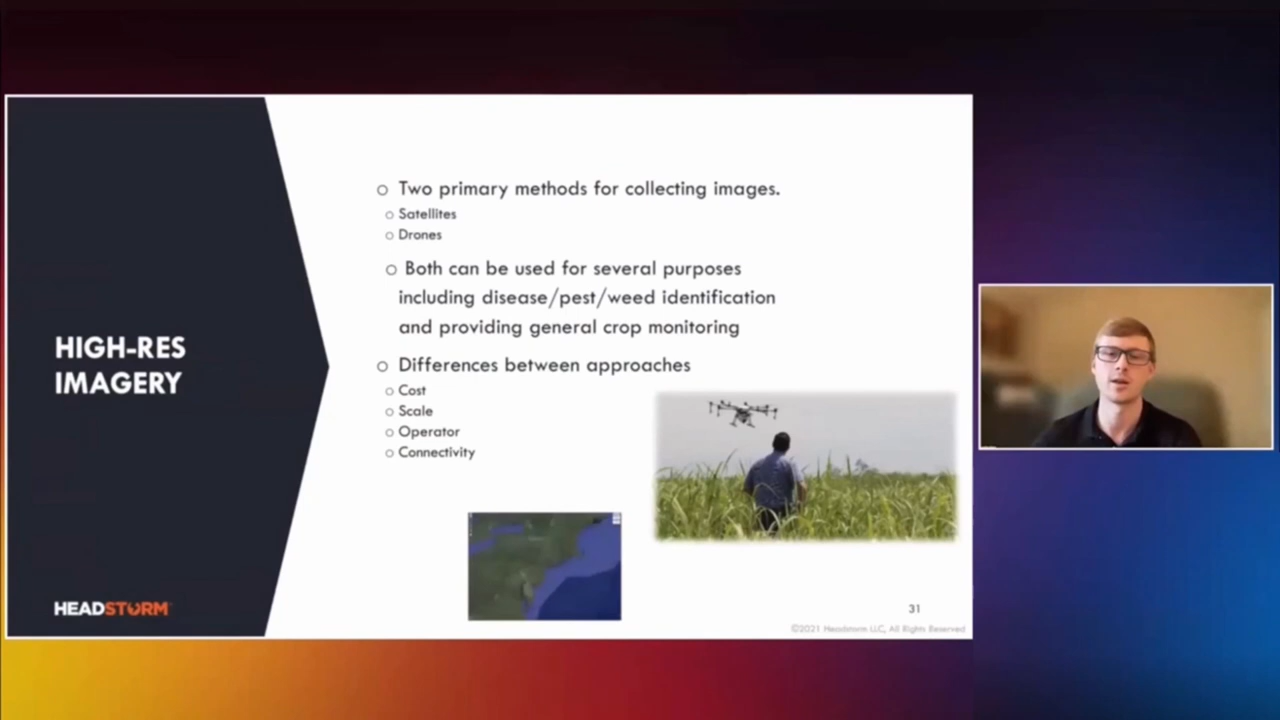 HIGH-RES
IMAGERY
Two primary methods for collecting images.
Satellites
Drones
Both can be used for several purposes
including disease/pest/weed identification
and providing general crop monitoring
Differences between approaches
Cost
Scale
Operator
Connectivity
HEADSTORM
31
©2021 Headstorm LLC, All Rights Reserved